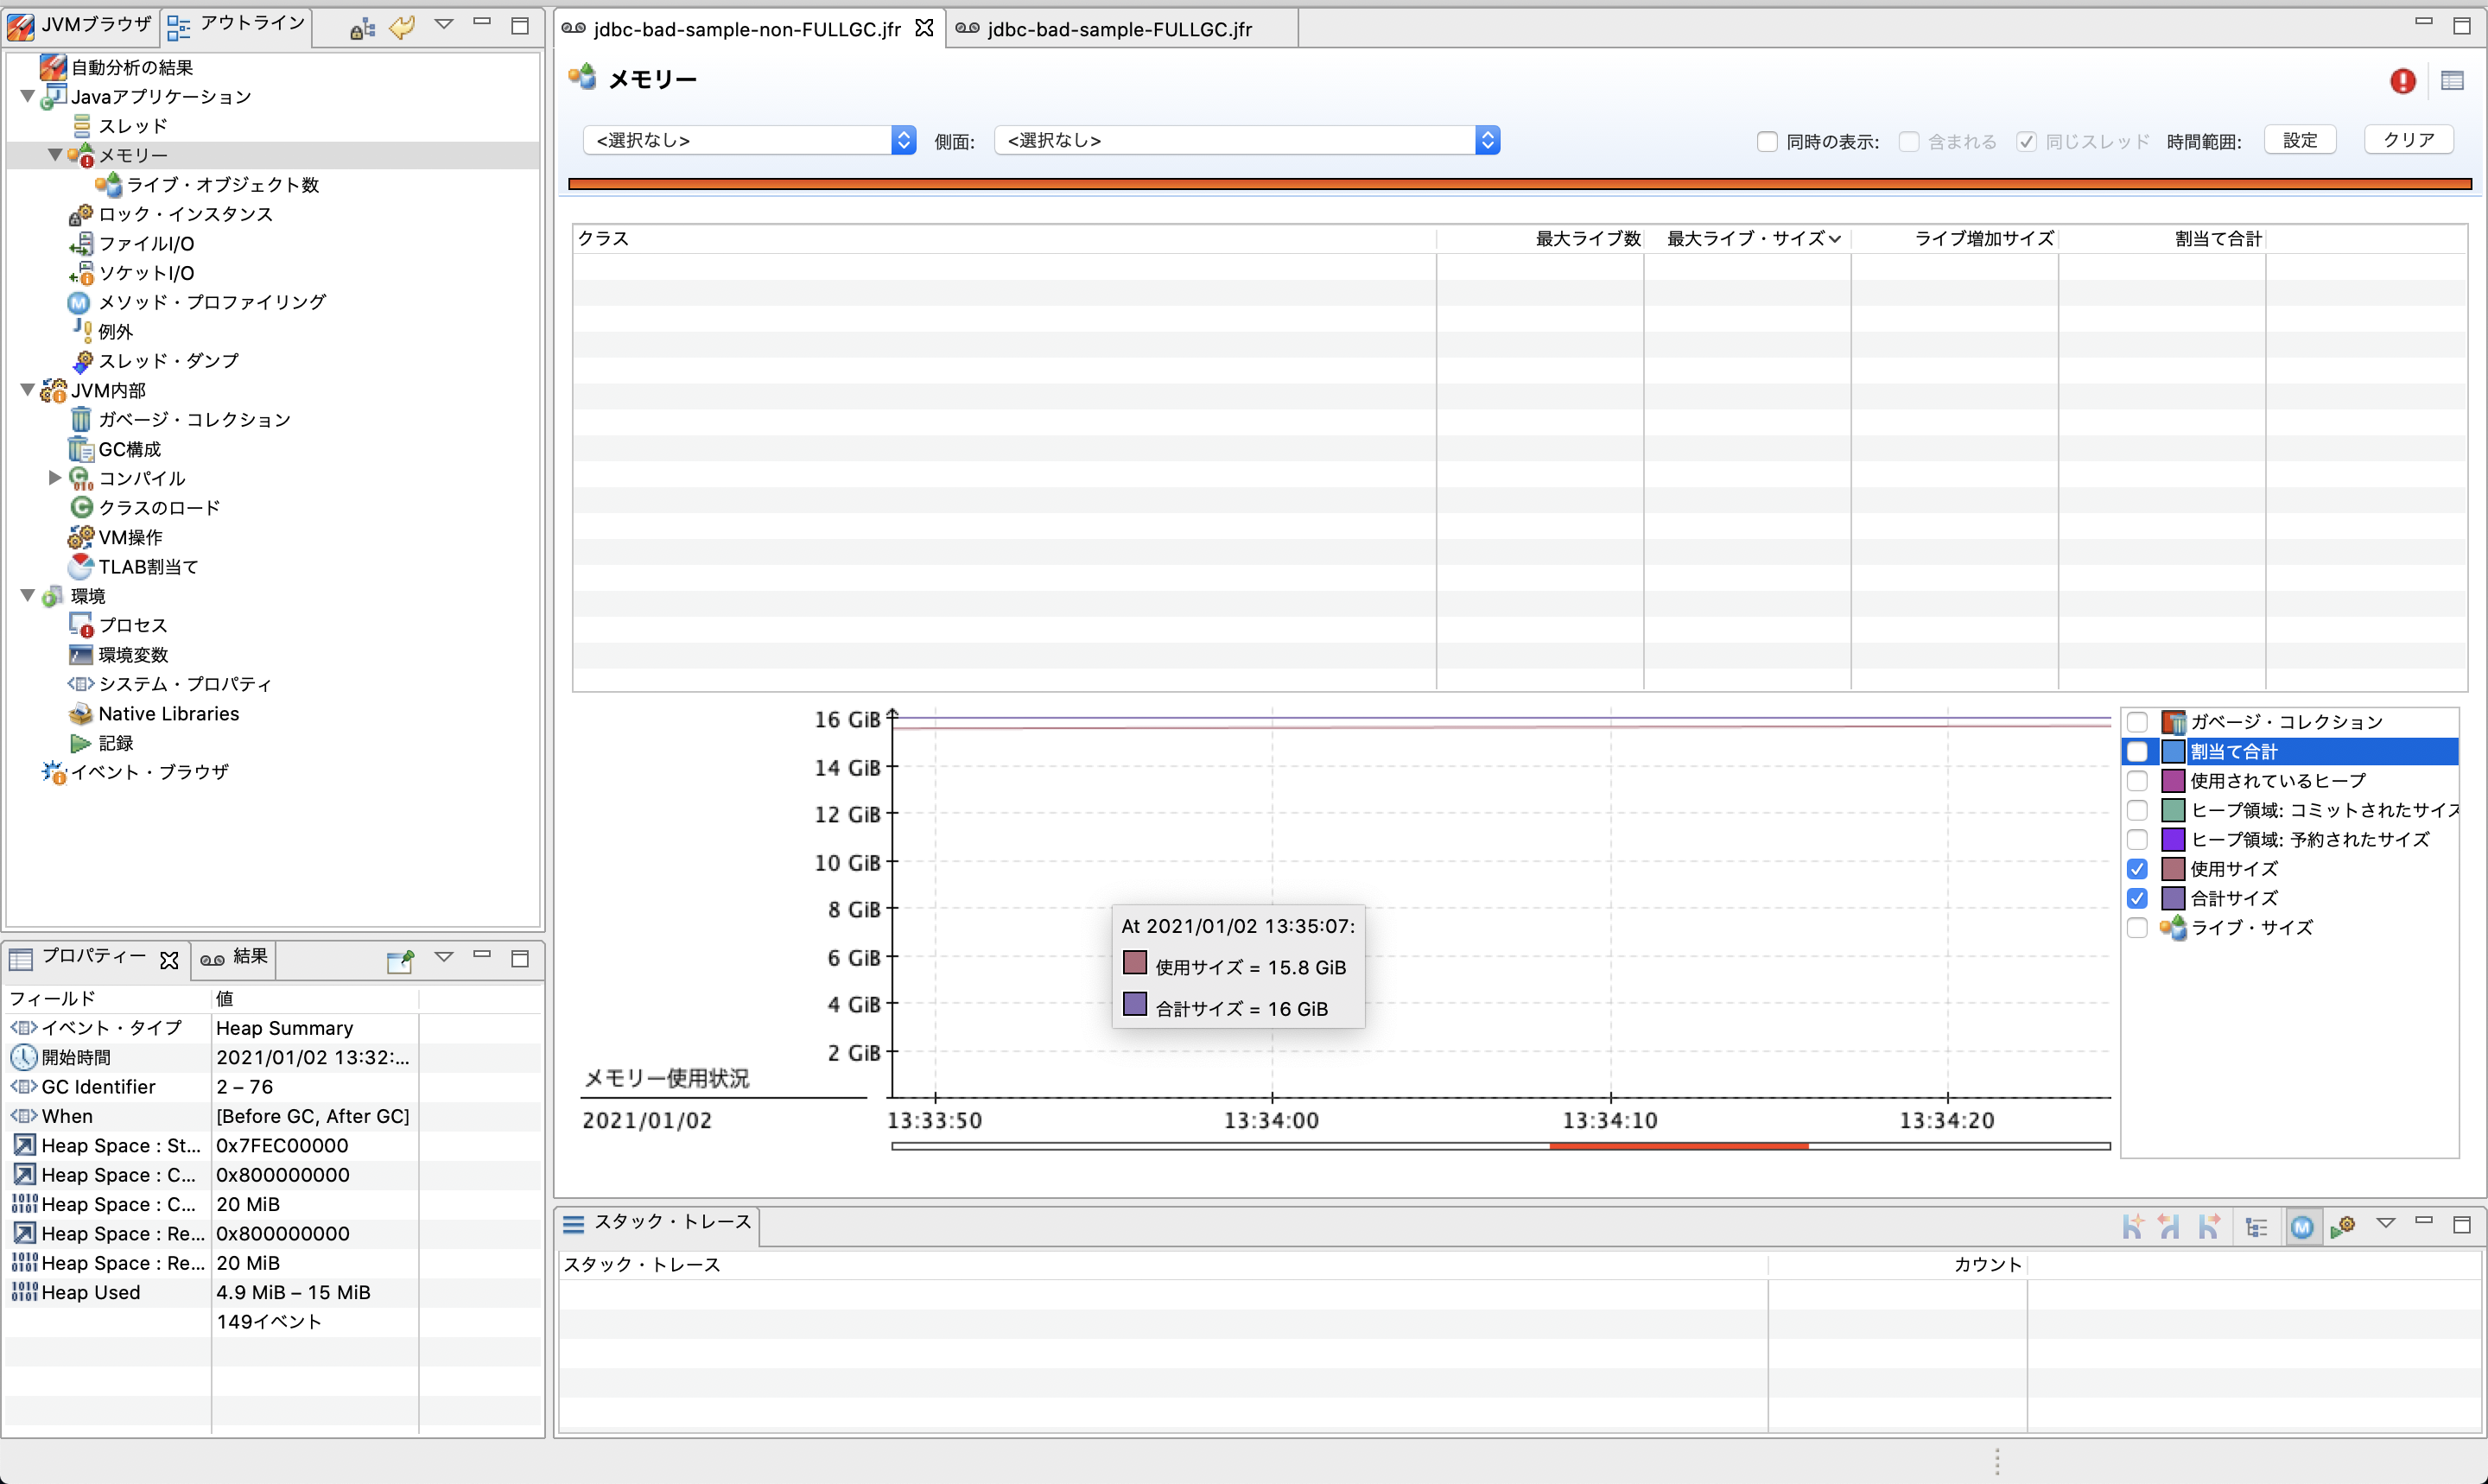 JVMブラウザ
アウトライン
自動分析の結果
Javaアプリケーション
スレッド
メモリー
ライブ・オブジェクト数
ロック・インスタンス
ファイルI/O
ソケットI/O
メソッド・プロファイリング
例外
スレッド・ダンプ
JVM内部
ガベージ・コレクション
GC構成
コンパイル
クラスのロード
VM操作
TLAB割当て
環境
プロセス
環境変数
システム・プロパティ
Native Libraries
記録
イベント・ブラウザ
プロパティー
結果
フィールド 値
イベント・タイプ Heap Summary
開始時間 2021/01/02 13:32:...
GC Identifier 2 – 76
When [Before GC, After GC]
Heap Space : St... 0x7FEC00000
Heap Space : C... 0x800000000
Heap Space : C... 20 MiB
Heap Space : Re... 0x800000000
Heap Space : Re... 20 MiB
Heap Used 4.9 MiB – 15 MiB
149イベント
jdbc-bad-sample-non-FULLGC.jfr
jdbc-bad-sample-FULLGC.jfr
メモリー
<選択なし> 側面: <選択なし> 同時の表示: 含まれる 同じスレッド 時間範囲: 設定 クリア
クラス 最大ライブ数 最大ライブ・サイズ ライブ増加サイズ 割当て合計
16 GiB
14 GiB
12 GiB
10 GiB
8 GiB
6 GiB
4 GiB
2 GiB
メモリー使用状況
2021/01/02 13:33:50 13:34:00 13:34:10 13:34:20
At 2021/01/02 13:35:07:
使用サイズ = 15.8 GiB
合計サイズ = 16 GiB
ガベージ・コレクション
割当て合計
使用されているヒープ
ヒープ領域: コミットされたサイズ
ヒープ領域: 予約されたサイズ
使用サイズ
合計サイズ
ライブ・サイズ
スタック・トレース
スタック・トレース カウント